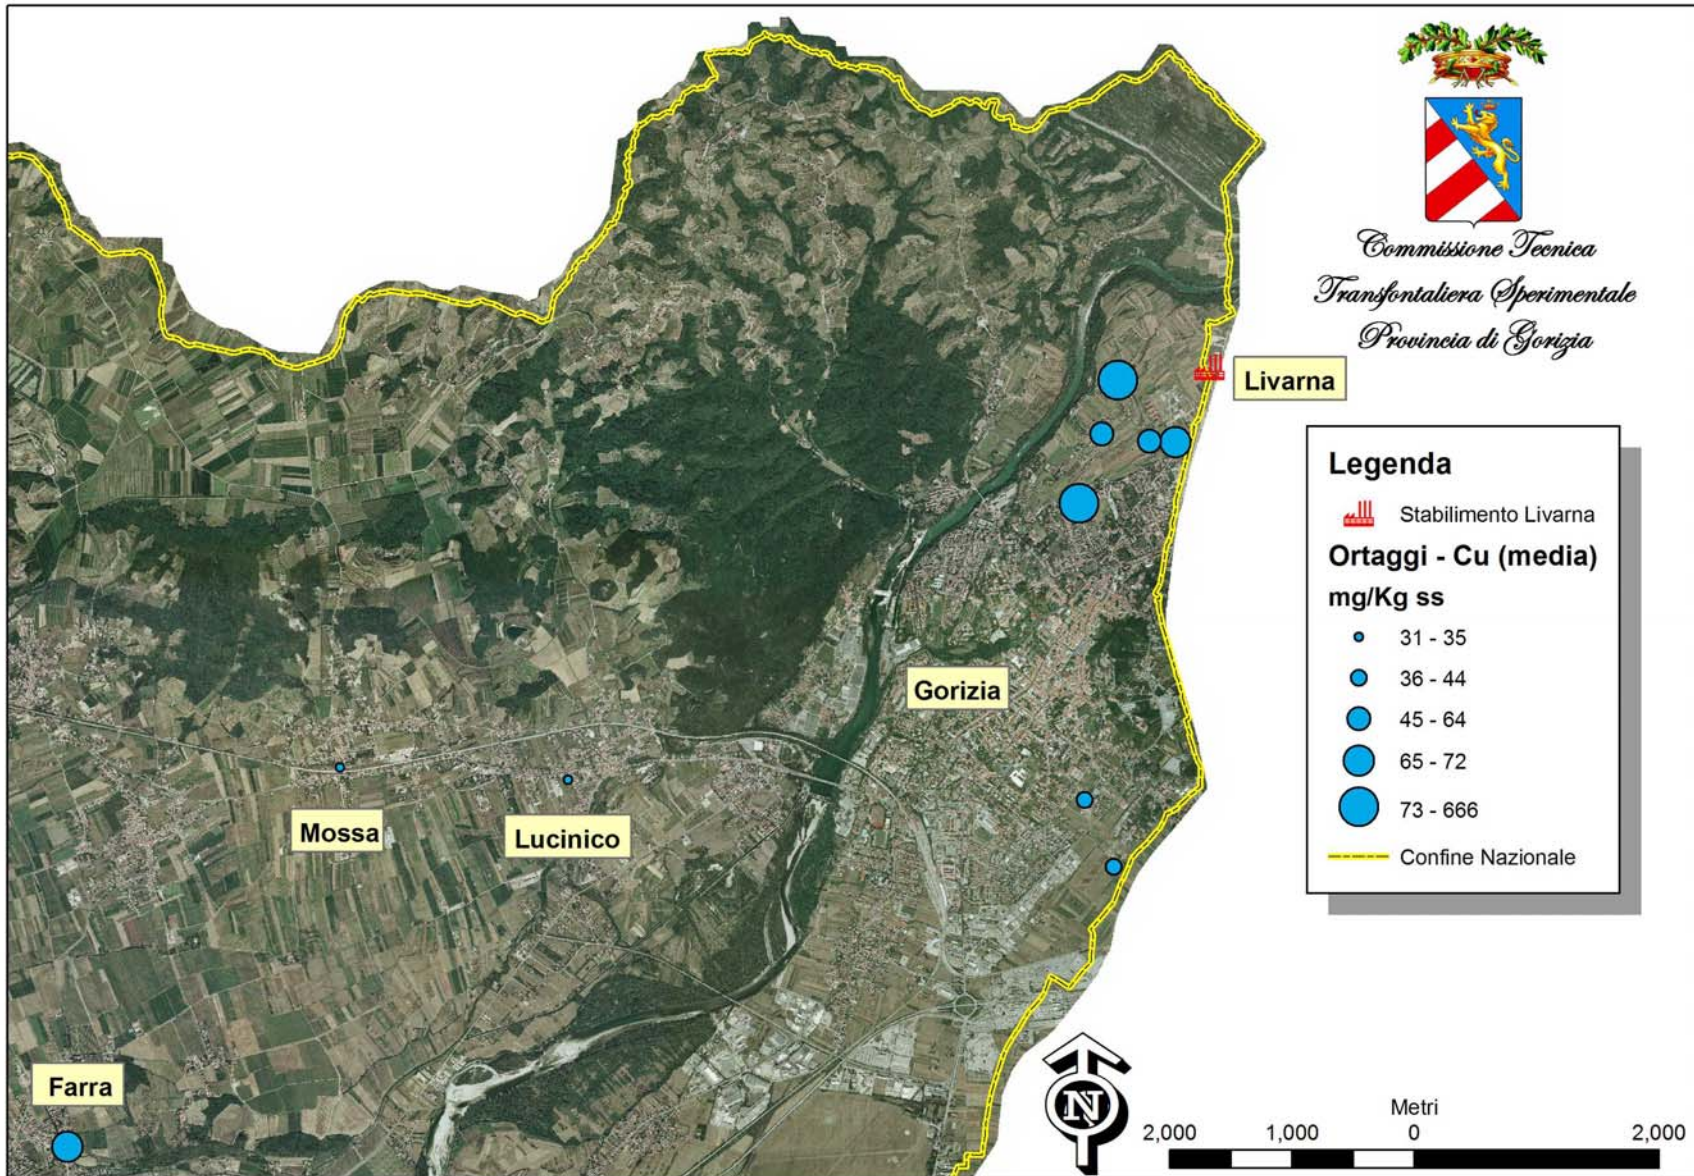 Commissione Tecnica
Transfontaliera Sperimentale
Provincia di Gorizia
Livarna
Legenda
Stabilimento Livarna
Ortaggi - Cu (media)
mg/Kg ss
31 - 35
36 - 44
45 - 64
65 - 72
73 - 666
Confine Nazionale
Gorizia
Mossa
Lucinico
Farra
N
Metri
2,000 1,000 0 2,000